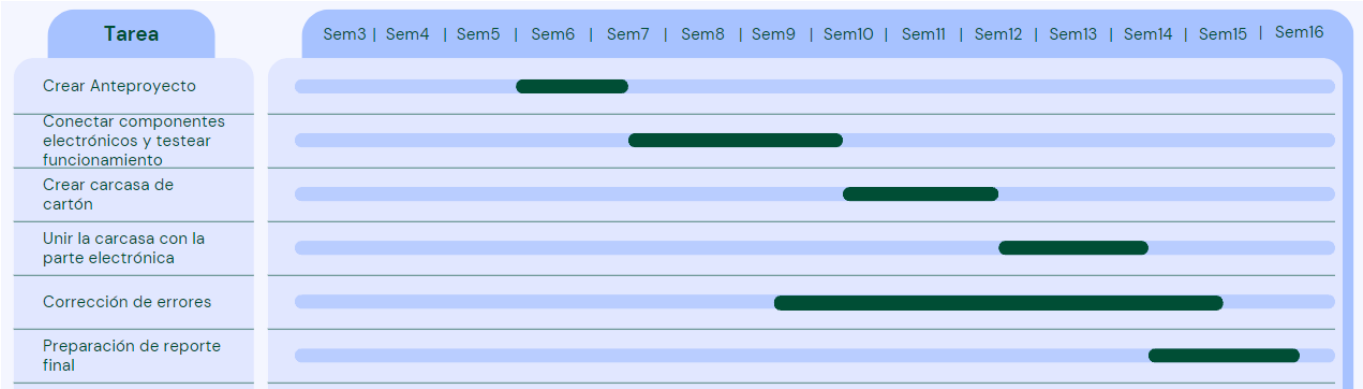 Tarea
Sem3 | Sem4 | Sem5 | Sem6 | Sem7 | Sem8 | Sem9 | Sem10 | Sem11 | Sem12 | Sem13 | Sem14 | Sem15 | Sem16
Crear Anteproyecto
Conectar componentes
electrónicos y testear
funcionamiento
Crear carcasa de
cartón
Unir la carcasa con la
parte electrónica
Corrección de errores
Preparación de reporte
final